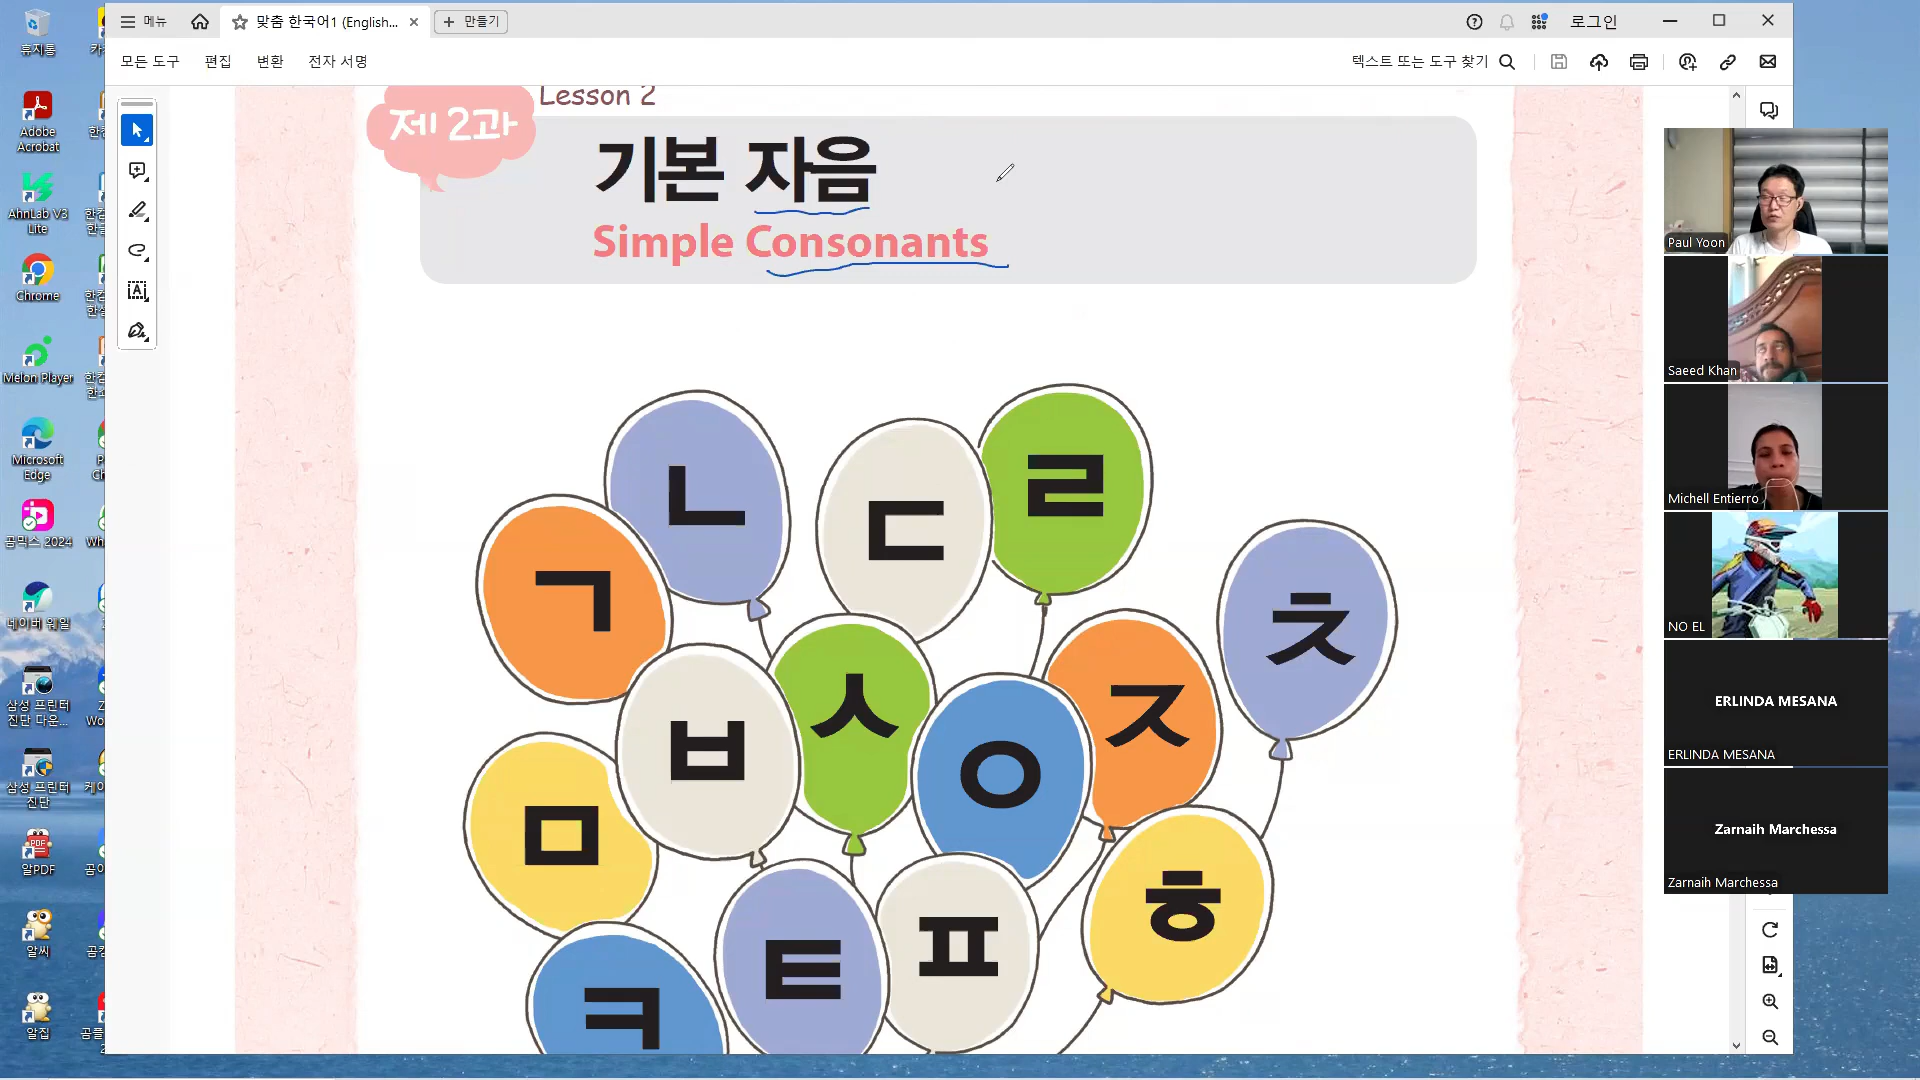 메뉴
맞춤 한국어1 (English...
만들기
로그인
모든 도구
편집
변환
전자 서명
텍스트 또는 도구 찾기
제2과
Lesson 2
기본 자음
Simple Consonants
ㄴ
ㄷ
ㄹ
ㄱ
ㅊ
ㅂ
ㅅ
ㅇ
ㅈ
ㅁ
ㅎ
ㅌ
ㅍ
ㅋ
휴지통
Adobe
Acrobat
AhnLab V3
Lite
Chrome
Melon Player
Microsoft
Edge
곰믹스 2024
네이버 웨일
삼성 프린터
진단 다운...
삼성 프린터
진단
알PDF
알씨
알집
Paul Yoon
Saeed Khan
Michell Entierro
NO EL
ERLINDA MESANA
ERLINDA MESANA
Zarnaih Marchessa
Zarnaih Marchessa